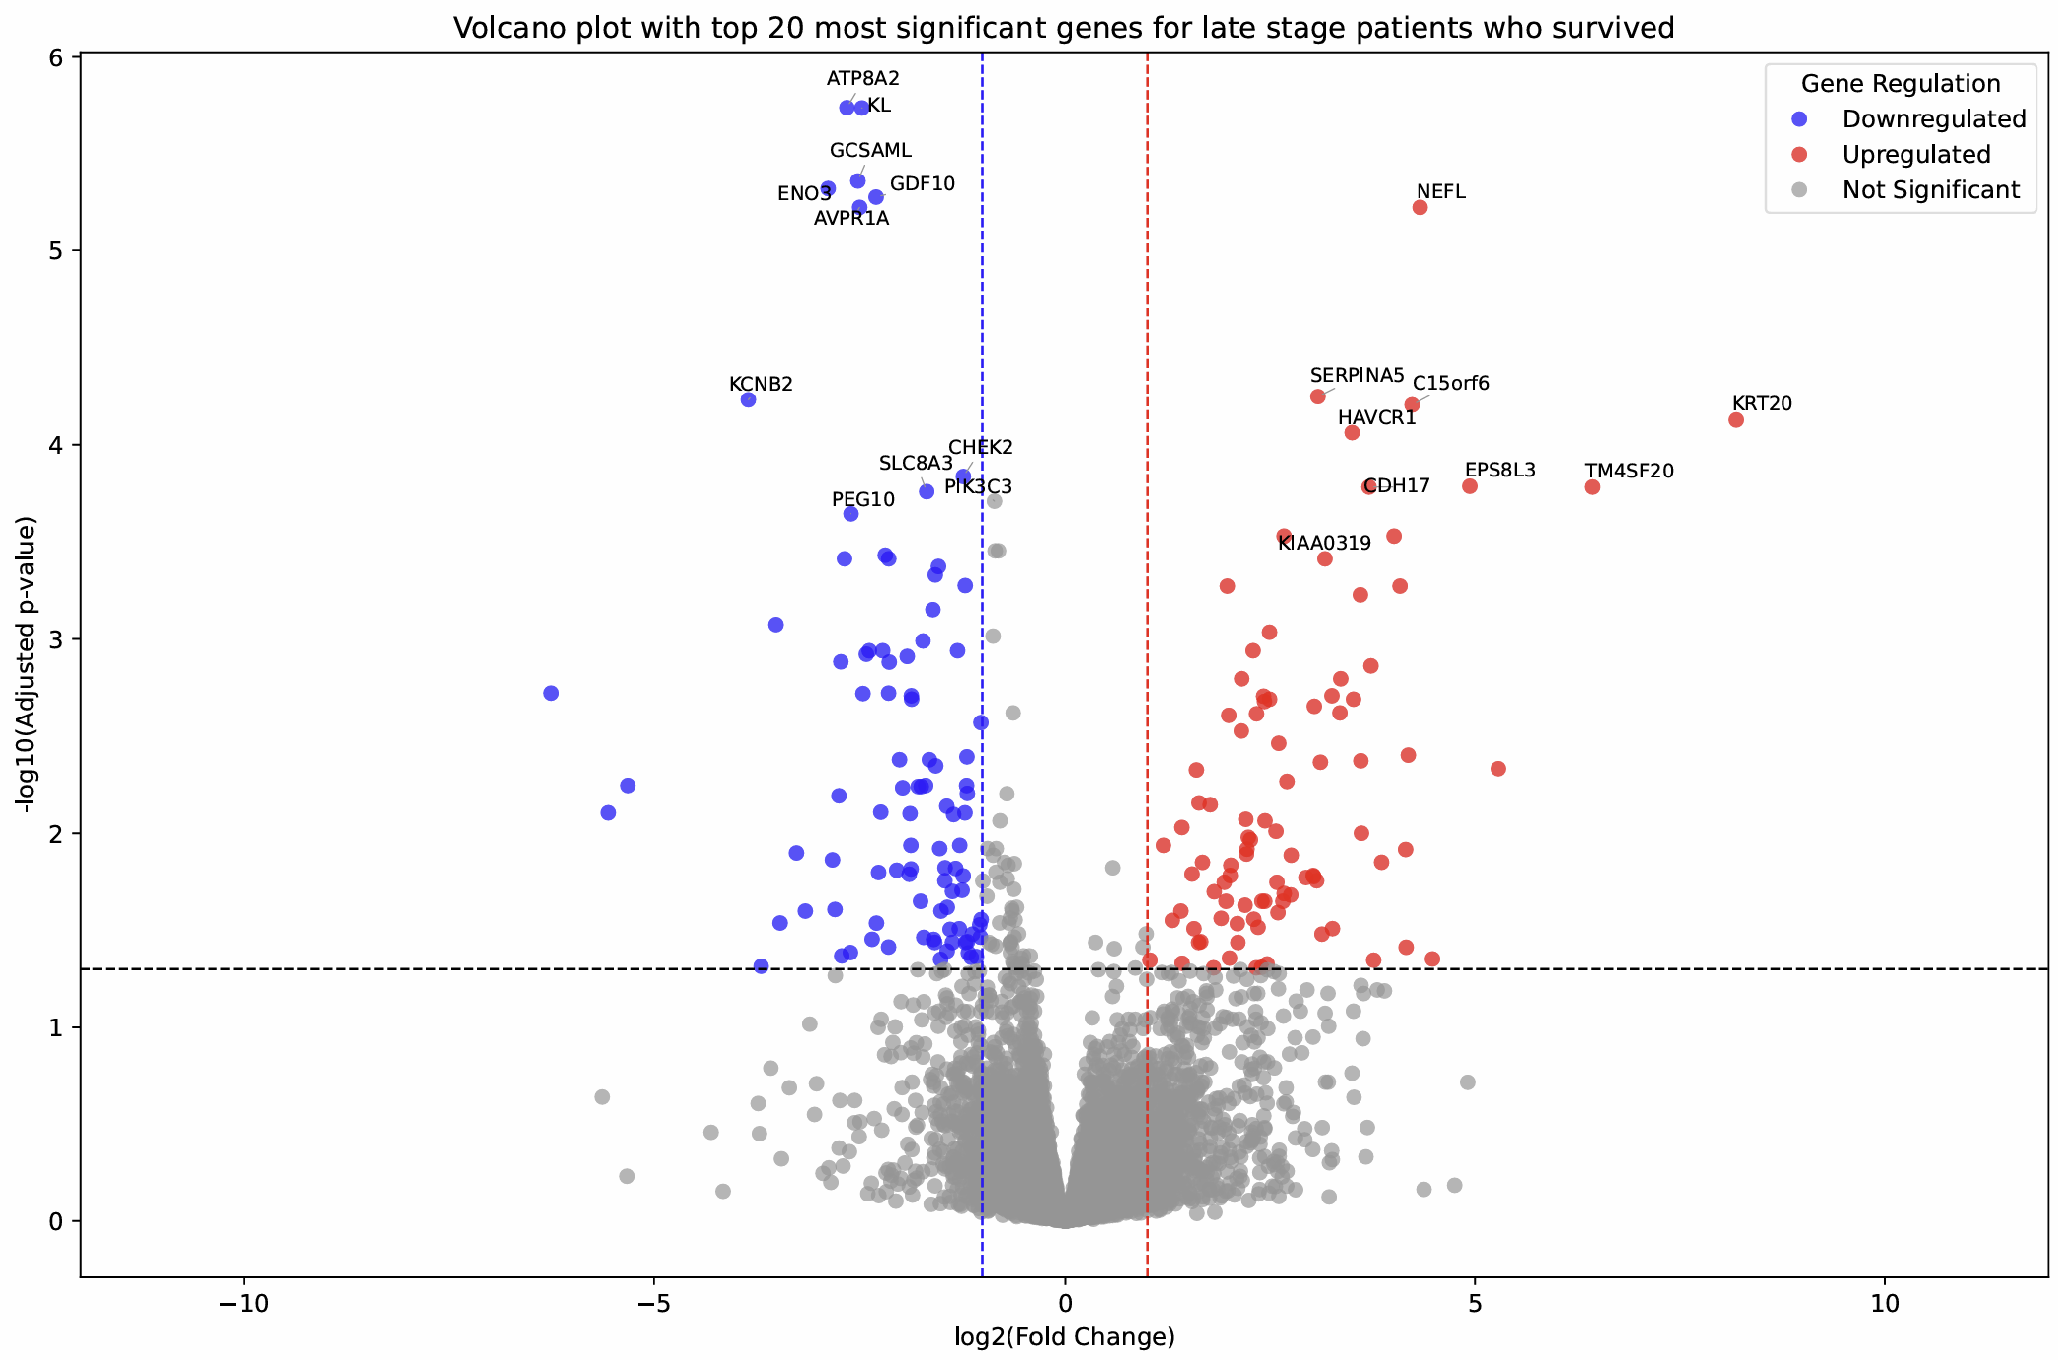 Volcano plot with top 20 most significant genes for late stage patients who survived
Gene Regulation
Downregulated
Upregulated
Not Significant
ATP8A2
KL
GCSAML
GDF10
ENO3
AVPR1A
NEFL
KCNB2
SERPINA5
C15orf6
HAVCR1
KRT20
CHEK2
SLC8A3
PIK3C3
PEG10
CDH17
EPS8L3
TM4SF20
KIAA0319
-log10(Adjusted p-value)
6
5
4
3
2
1
0
−10
−5
0
5
10
log2(Fold Change)